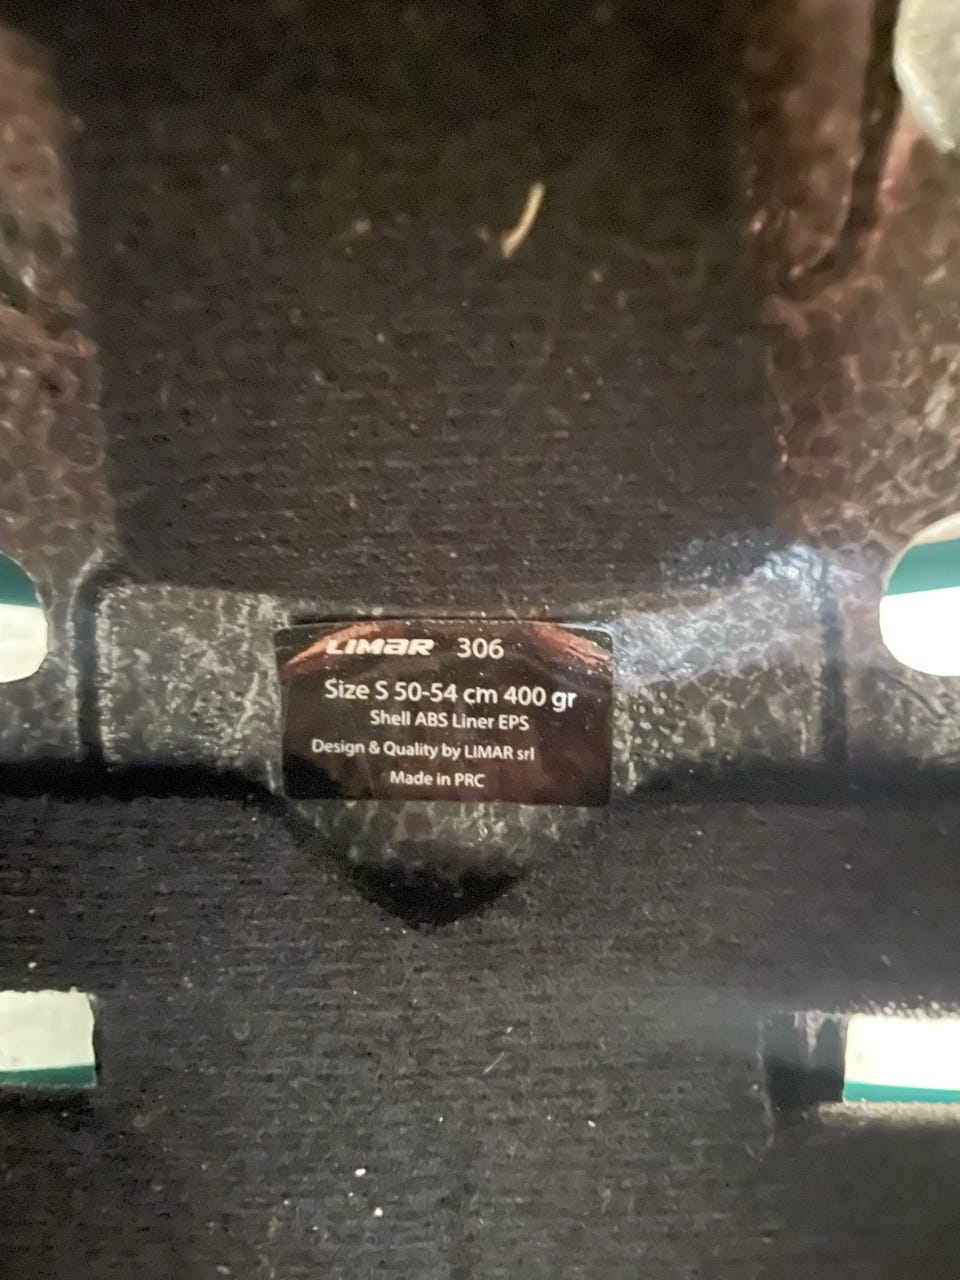 LIMAR 306
Size S 50-54 cm 400 gr
Shell ABS Liner EPS
Design & Quality by LIMAR srl
Made in PRC